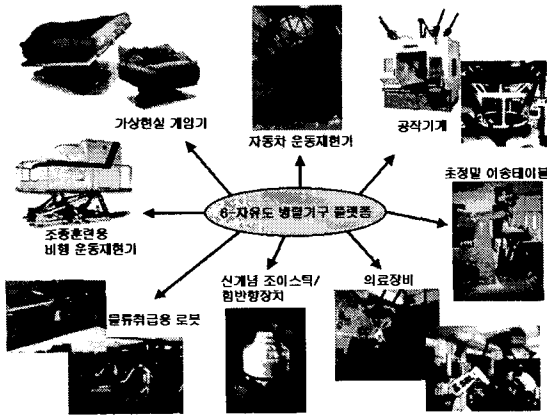 가상현실 게임기
자동차 운동재현기
공작기계
초정밀 이송테이블
6-자유도 병렬기구 플랫폼
조종훈련용
비행 운동재현기
신개념 조이스틱/
힘반향장치
의료장비
물류취급용 로봇